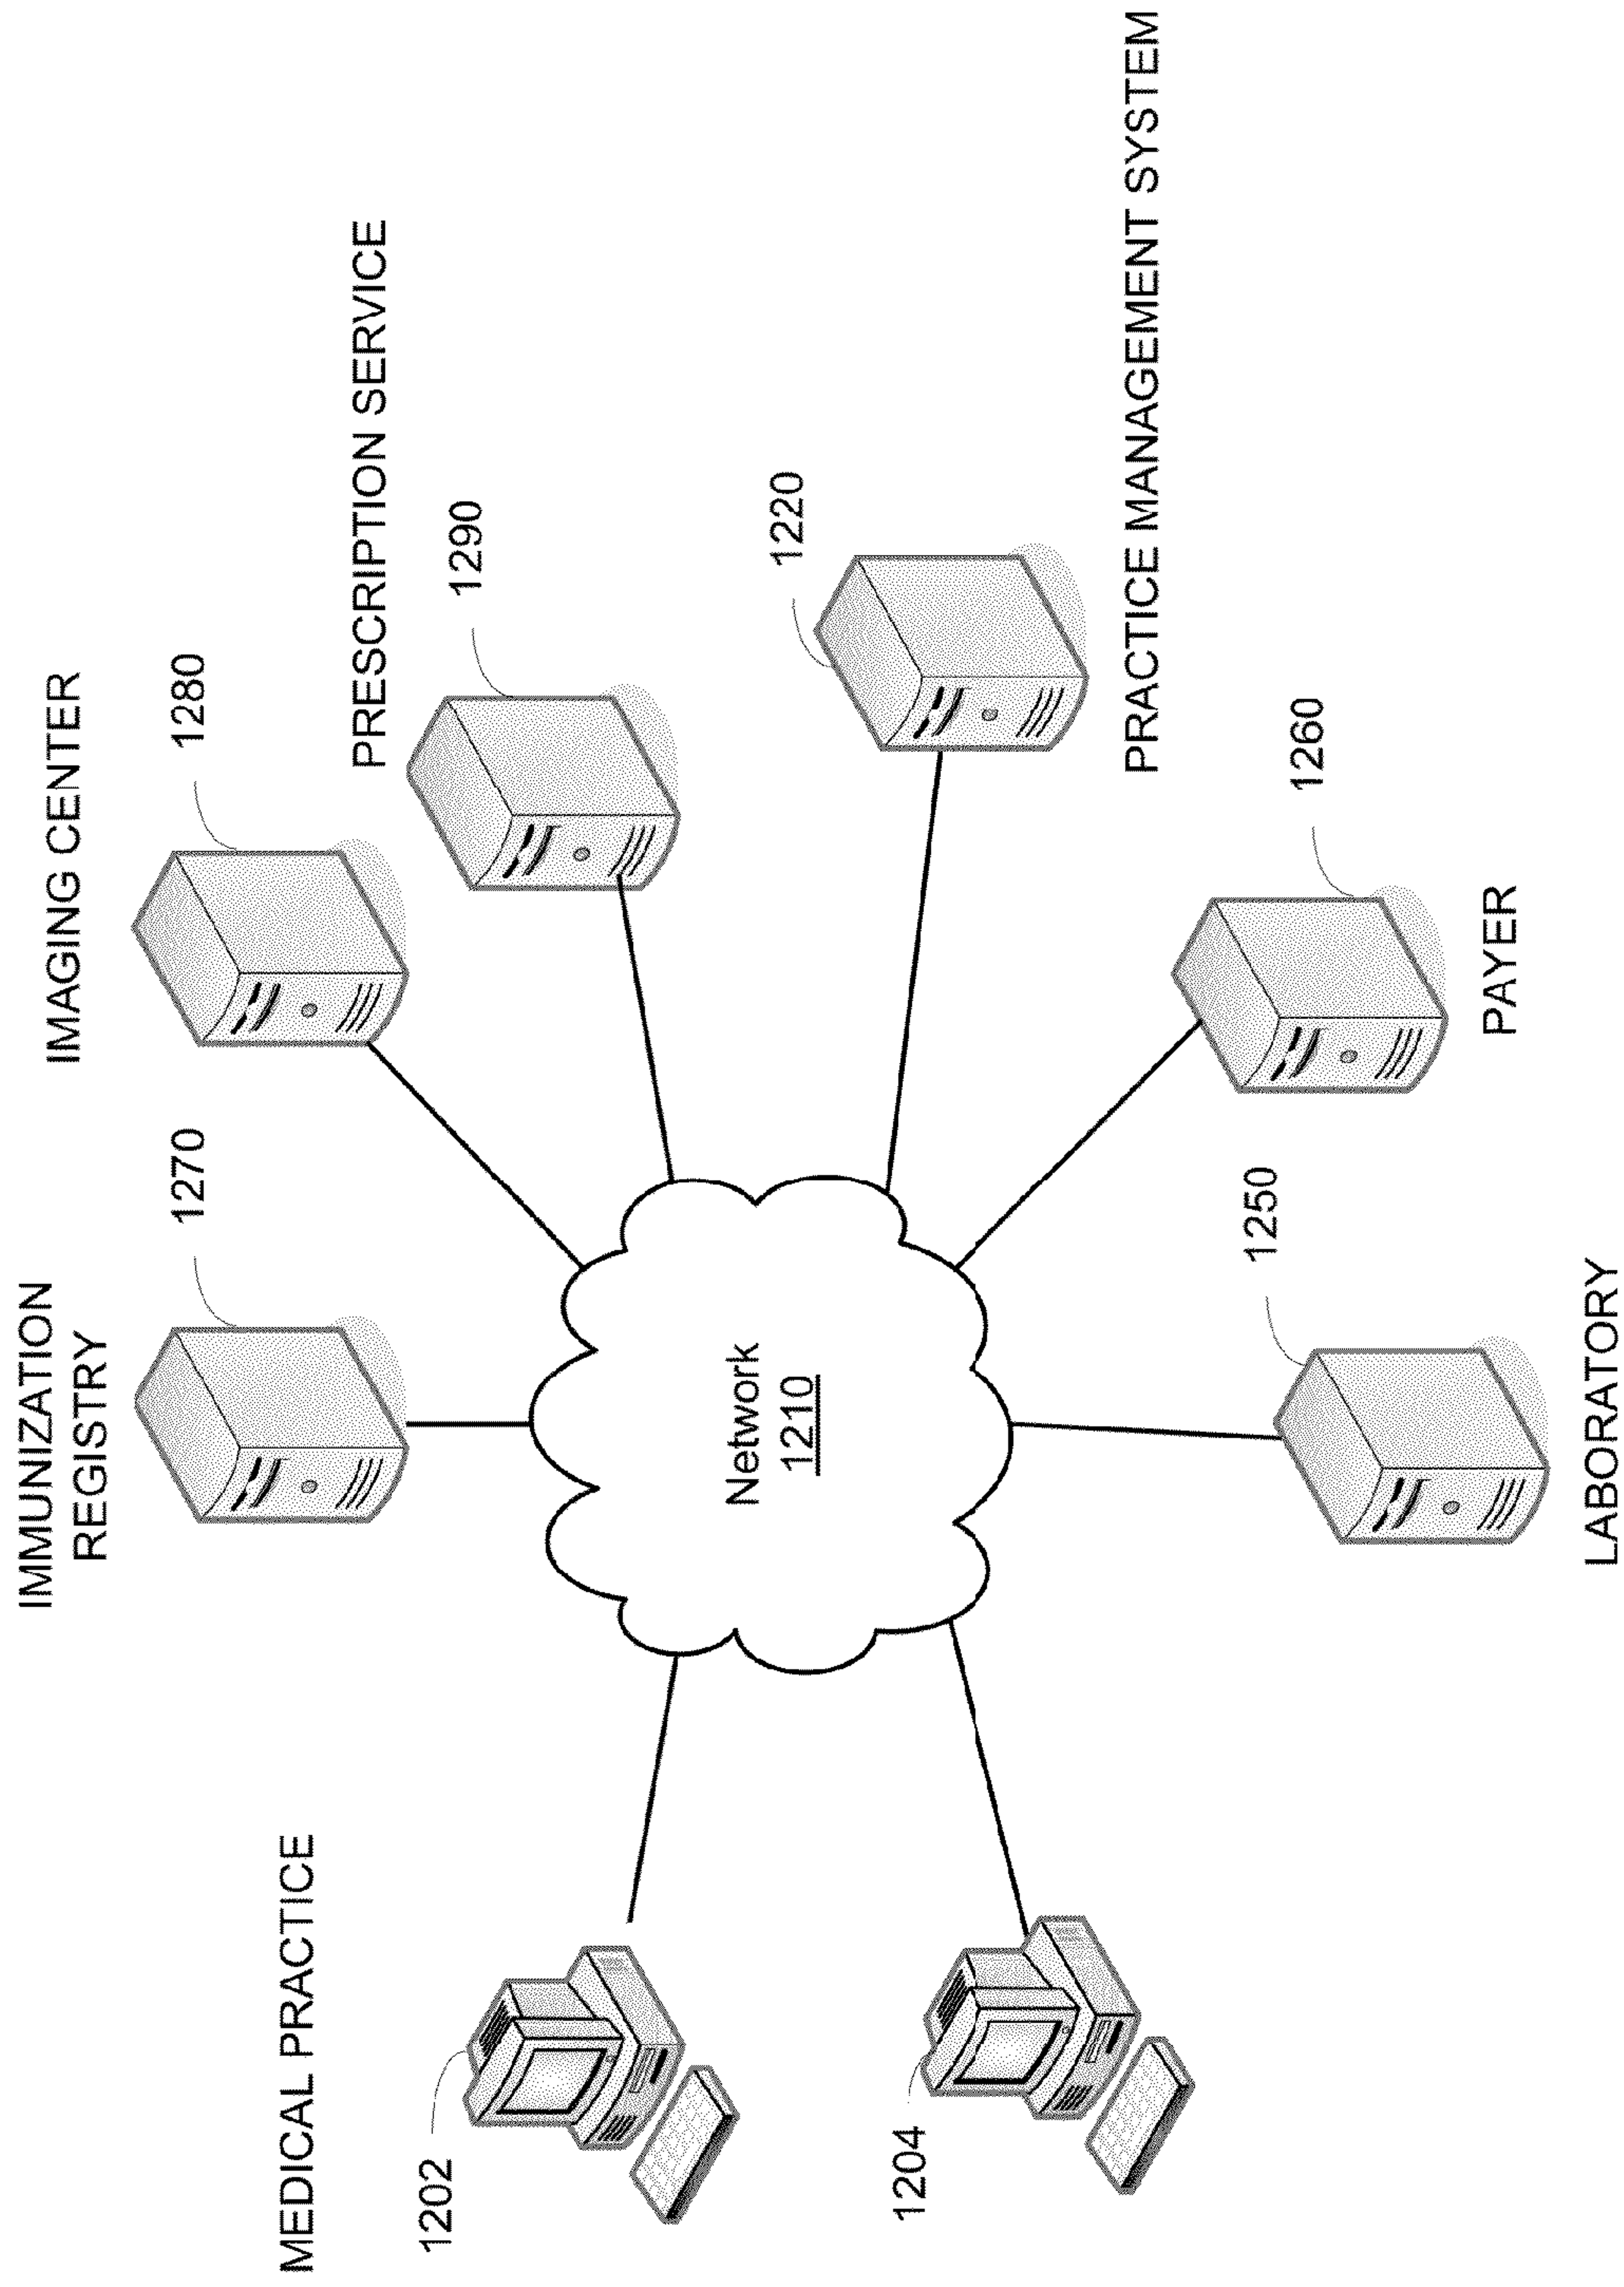 IMMUNIZATION
REGISTRY
1270
IMAGING CENTER
1280
PRESCRIPTION SERVICE
1290
MEDICAL PRACTICE
1202
Network
1210
1220
PRACTICE MANAGEMENT SYSTEM
1204
1250
LABORATORY
1260
PAYER